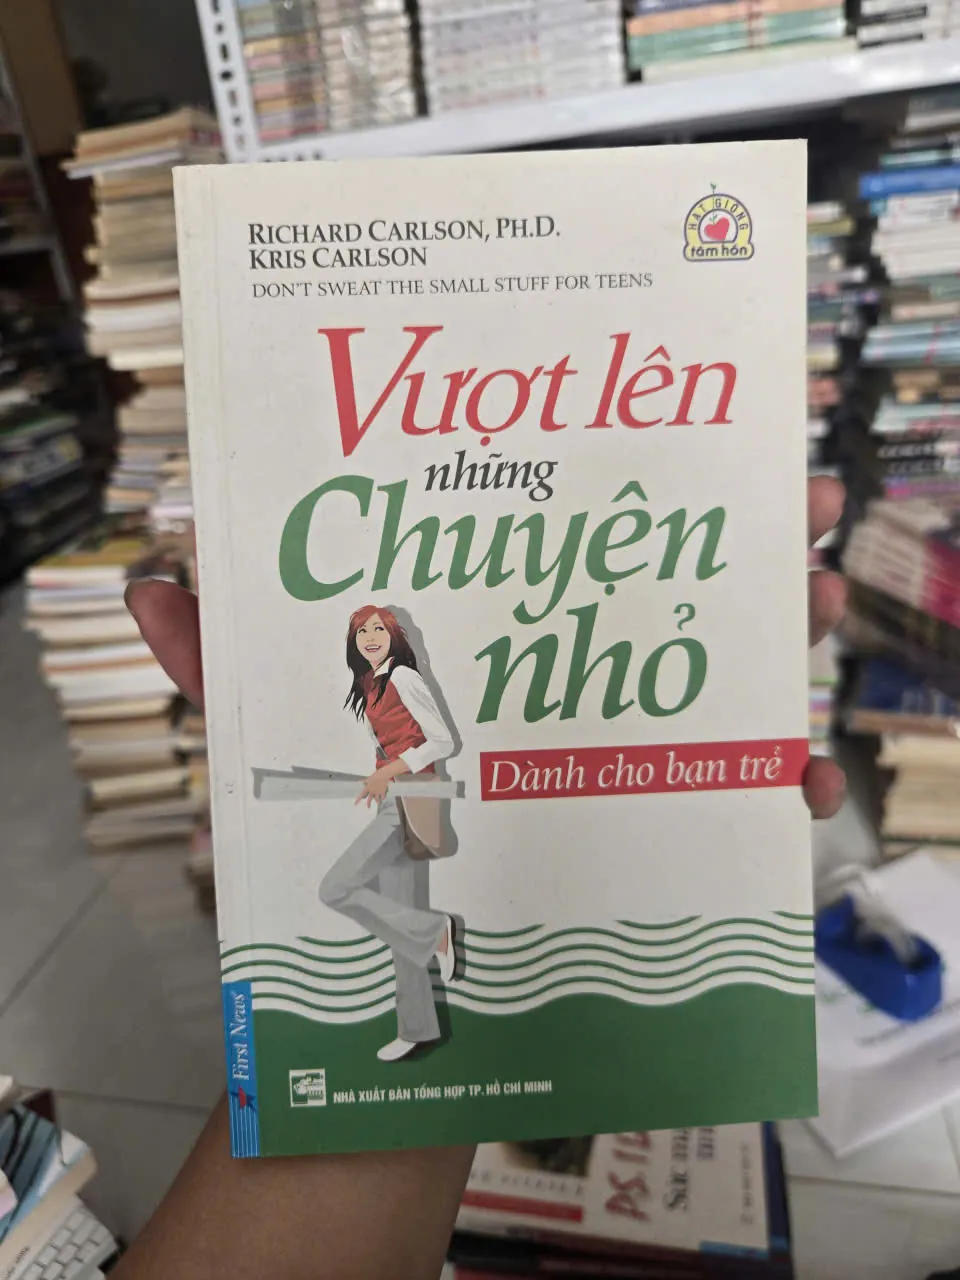 RICHARD CARLSON, PH.D.
KRIS CARLSON
DON'T SWEAT THE SMALL STUFF FOR TEENS
HẠT GIỐNG
tâm hồn
Vượt lên
những
Chuyện
nhỏ
Dành cho bạn trẻ
First News
NHÀ XUẤT BẢN TỔNG HỢP TP. HỒ CHÍ MINH